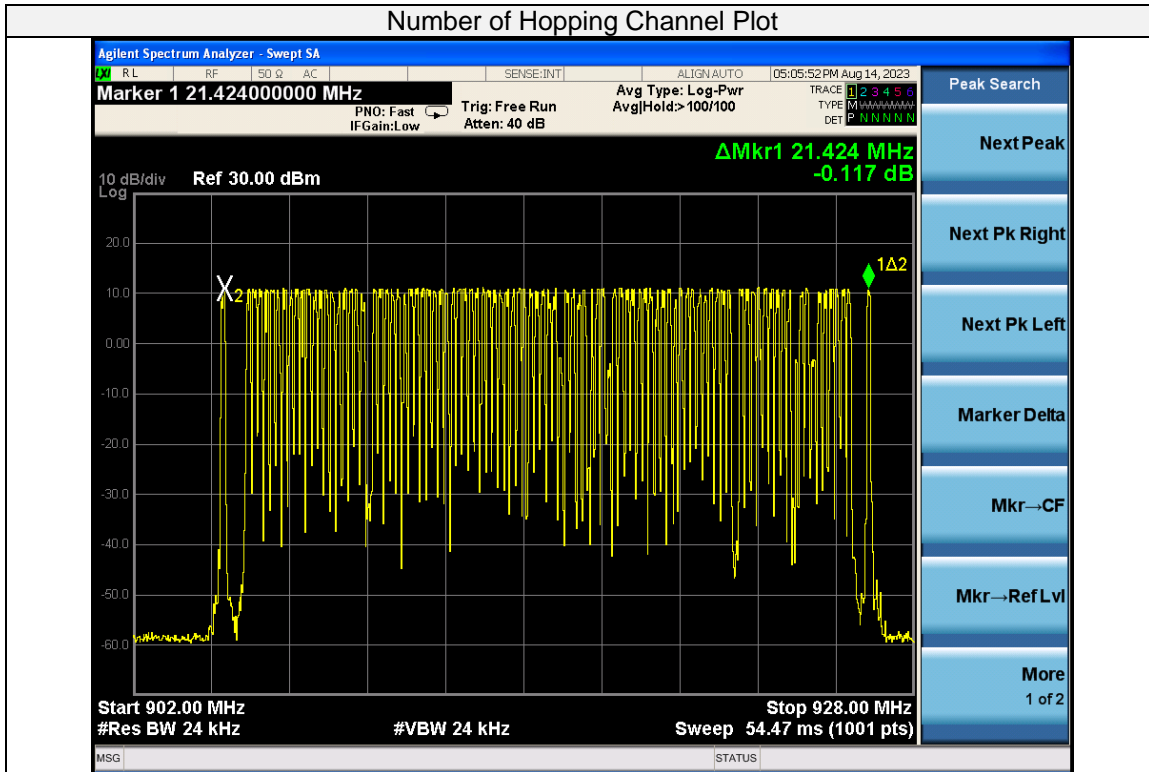 Number of Hopping Channel Plot
Agilent Spectrum Analyzer - Swept SA
LXI RL RF 50 Ω AC SENSE:INT ALIGN AUTO 05:05:52 PM Aug 14, 2023
Marker 1 21.424000000 MHz
PNO: Fast
IFGain:Low
Trig: Free Run
Atten: 40 dB
Avg Type: Log-Pwr
Avg|Hold:>100/100
TRACE 1 2 3 4 5 6
TYPE M
DET P N N N N N
ΔMkr1 21.424 MHz
-0.117 dB
10 dB/div Ref 30.00 dBm
Log
20.0
10.0
0.00
-10.0
-20.0
-30.0
-40.0
-50.0
-60.0
2
1Δ2
Start 902.00 MHz Stop 928.00 MHz
#Res BW 24 kHz #VBW 24 kHz Sweep 54.47 ms (1001 pts)
MSG STATUS
Peak Search
Next Peak
Next Pk Right
Next Pk Left
Marker Delta
Mkr→CF
Mkr→Ref Lvl
More
1 of 2